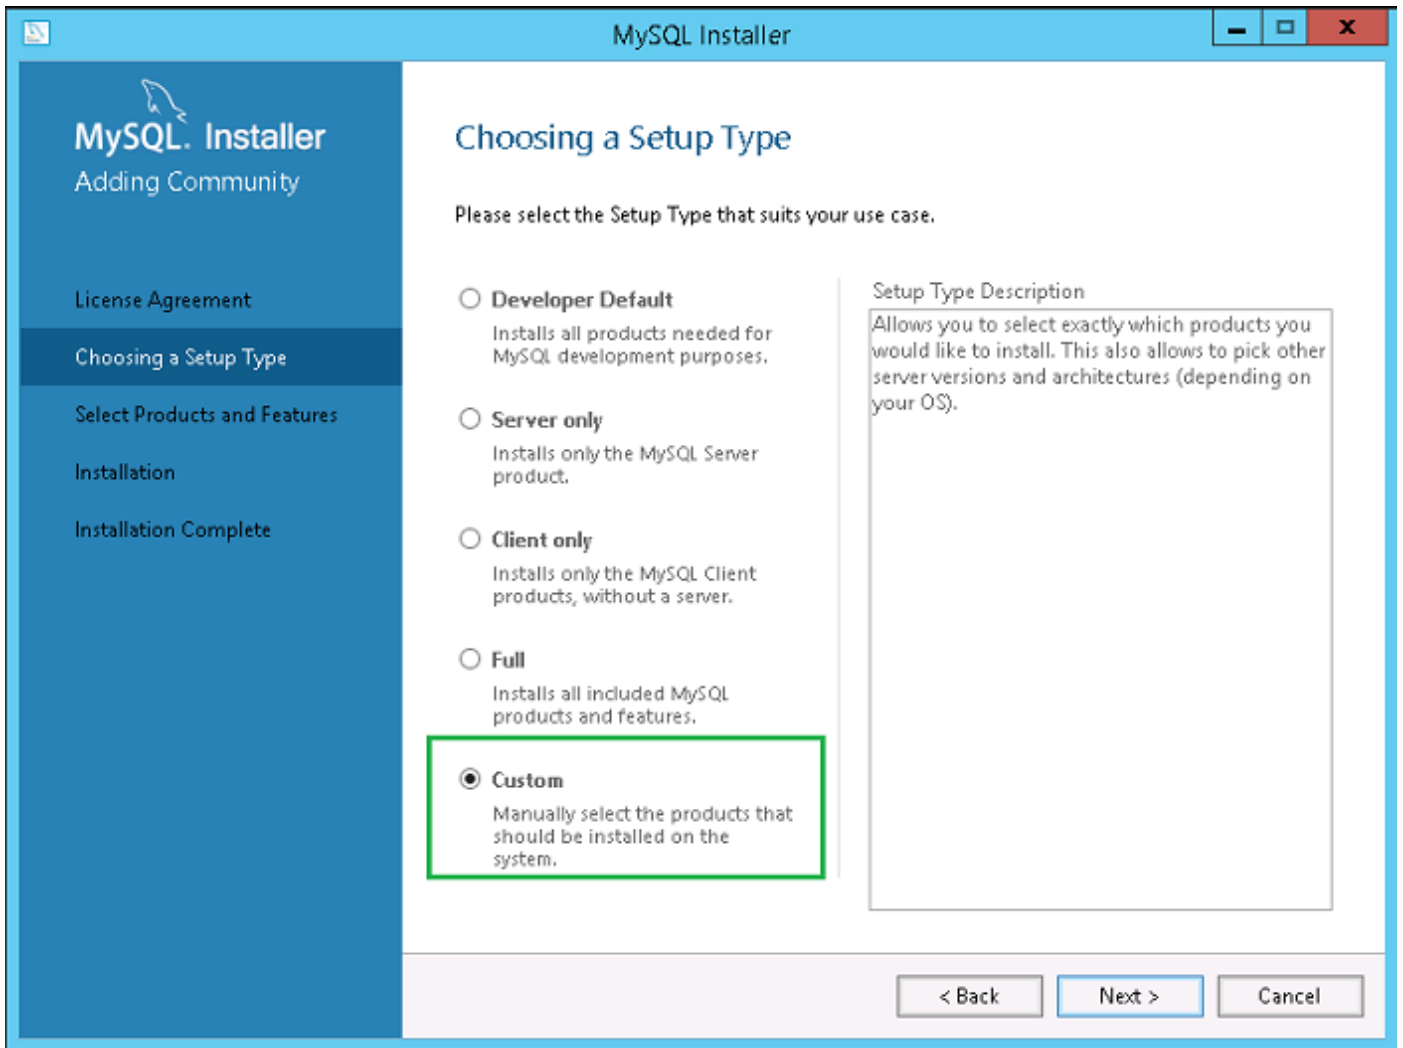 MySQL Installer
X
MySQL. Installer
Adding Community
License Agreement
Choosing a Setup Type
Select Products and Features
Installation
Installation Complete
Choosing a Setup Type
Please select the Setup Type that suits your use case.
Developer Default
Installs all products needed for
MySQL development purposes.
Server only
Installs only the MySQL Server
product.
Client only
Installs only the MySQL Client
products, without a server.
Full
Installs all included MySQL
products and features.
Custom
Manually select the products that
should be installed on the
system.
Setup Type Description
Allows you to select exactly which products you
would like to install. This also allows to pick other
server versions and architectures (depending on
your OS).
< Back
Next >
Cancel